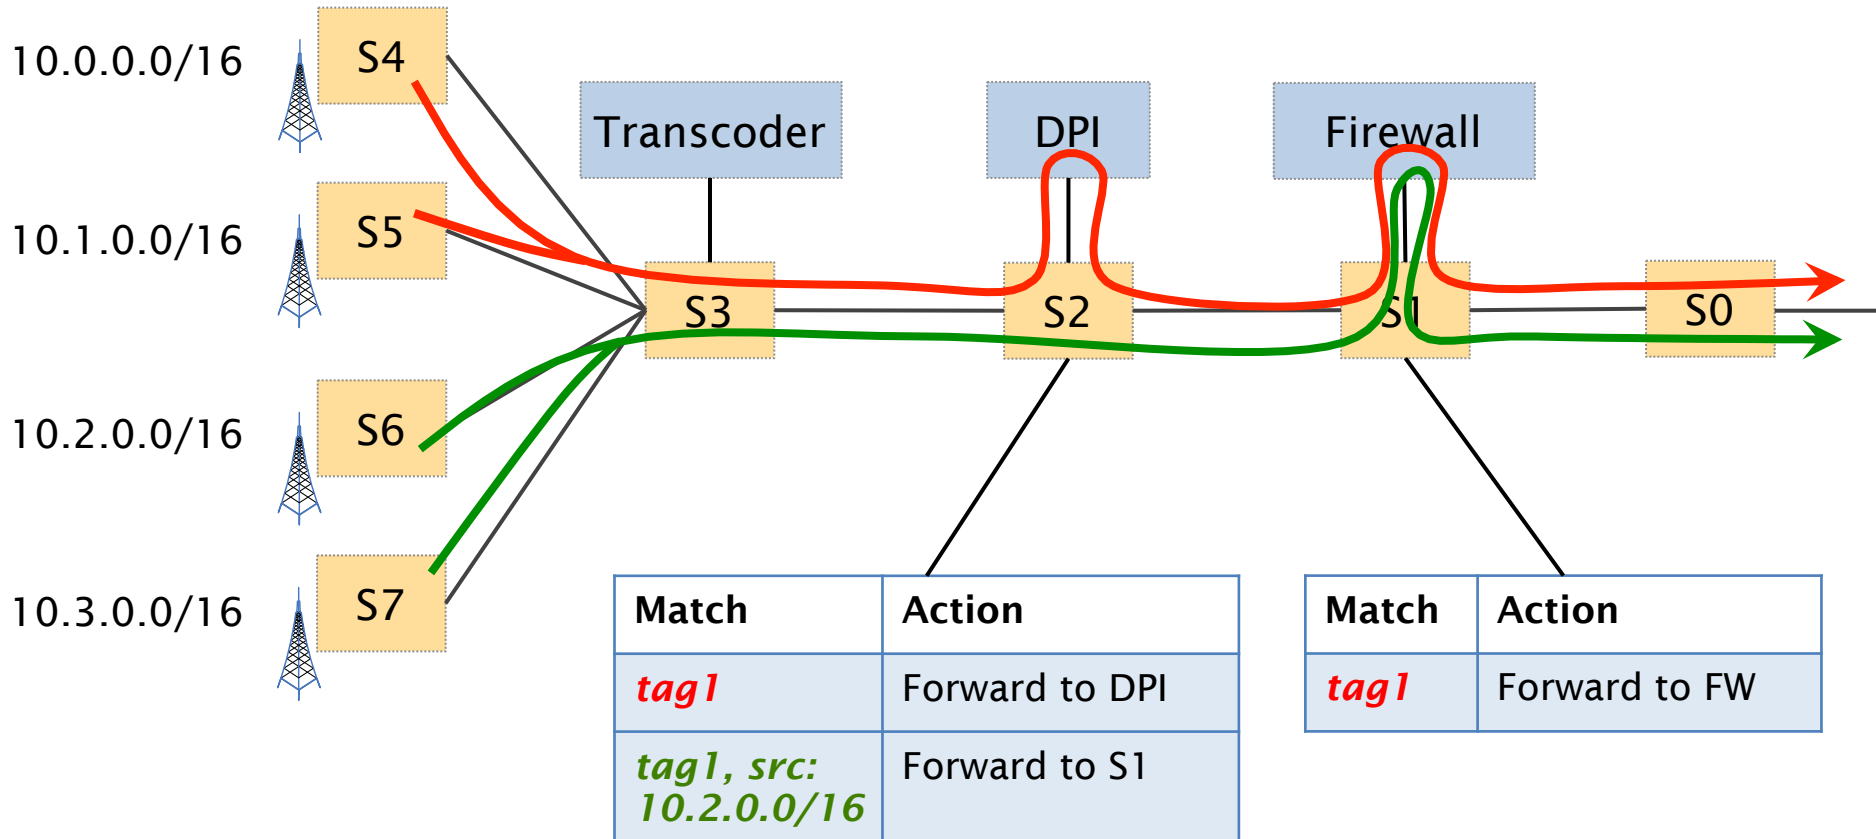 10.0.0.0/16
S4
Transcoder
DPI
Firewall
10.1.0.0/16
S5
S3
S2
S1
S0
10.2.0.0/16
S6
10.3.0.0/16
S7
Match Action
tag1 Forward to DPI
tag1, src: Forward to S1
10.2.0.0/16
Match Action
tag1 Forward to FW